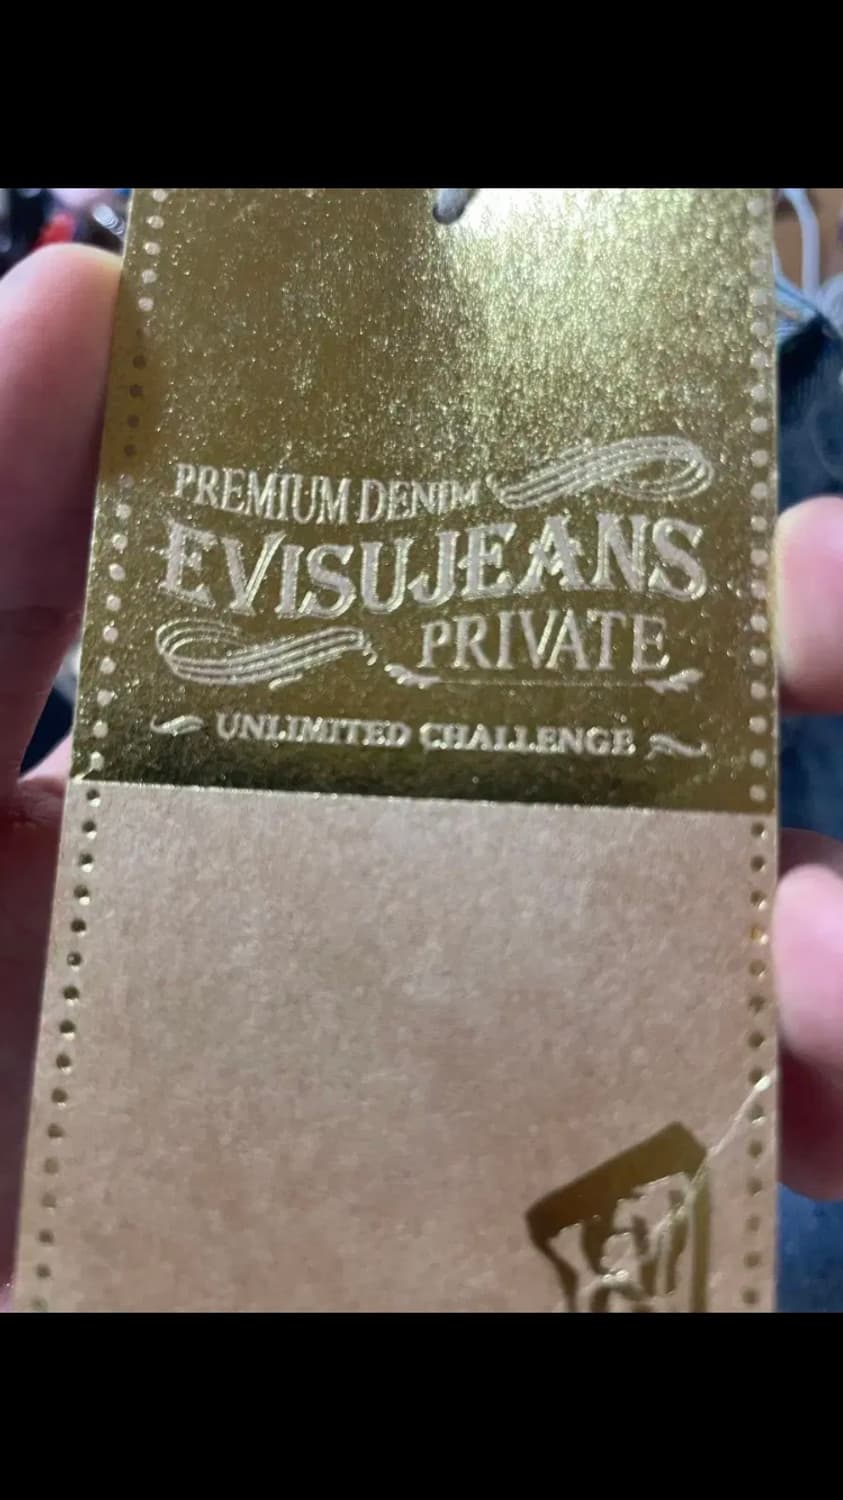 PREMIUM DENIM
EVISUJEANS
PRIVATE
UNLIMITED CHALLENGE